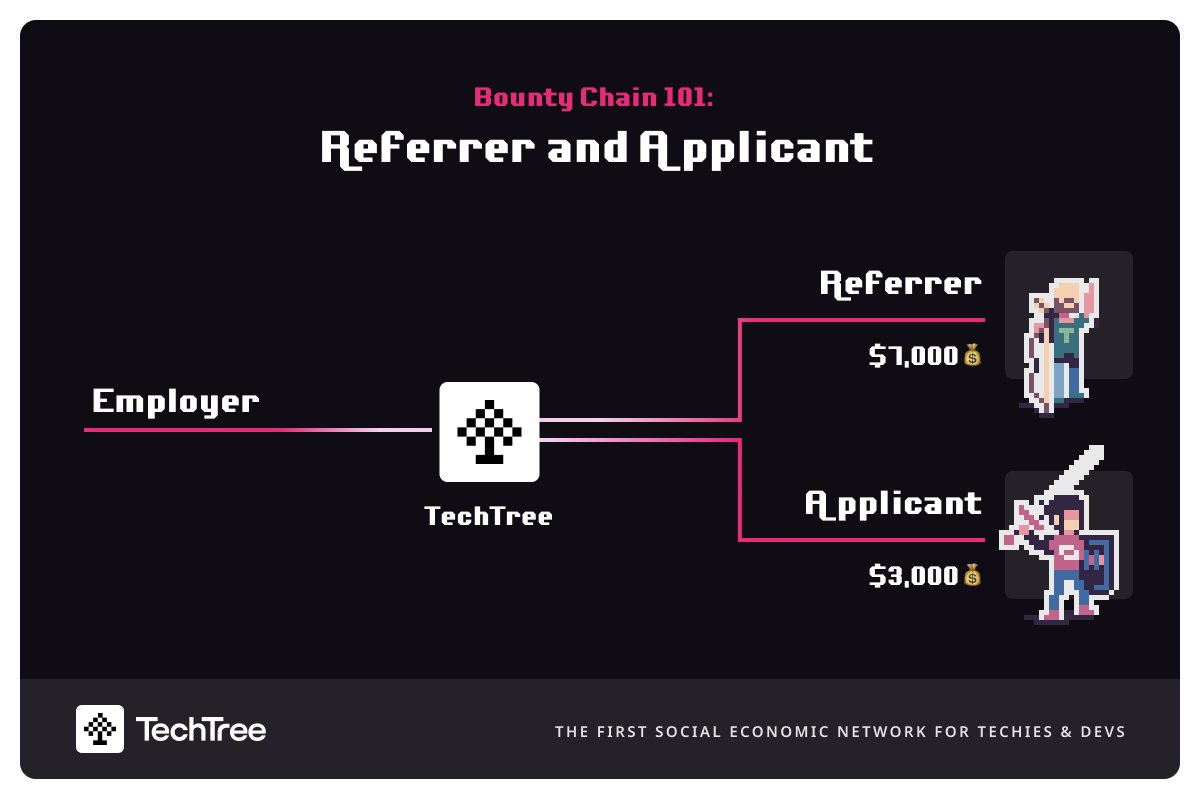 Bounty Chain 101:
Referrer and Applicant
Referrer
$7,000
Employer
TechTree
Applicant
$3,000
TechTree
THE FIRST SOCIAL ECONOMIC NETWORK FOR TECHIES & DEVS